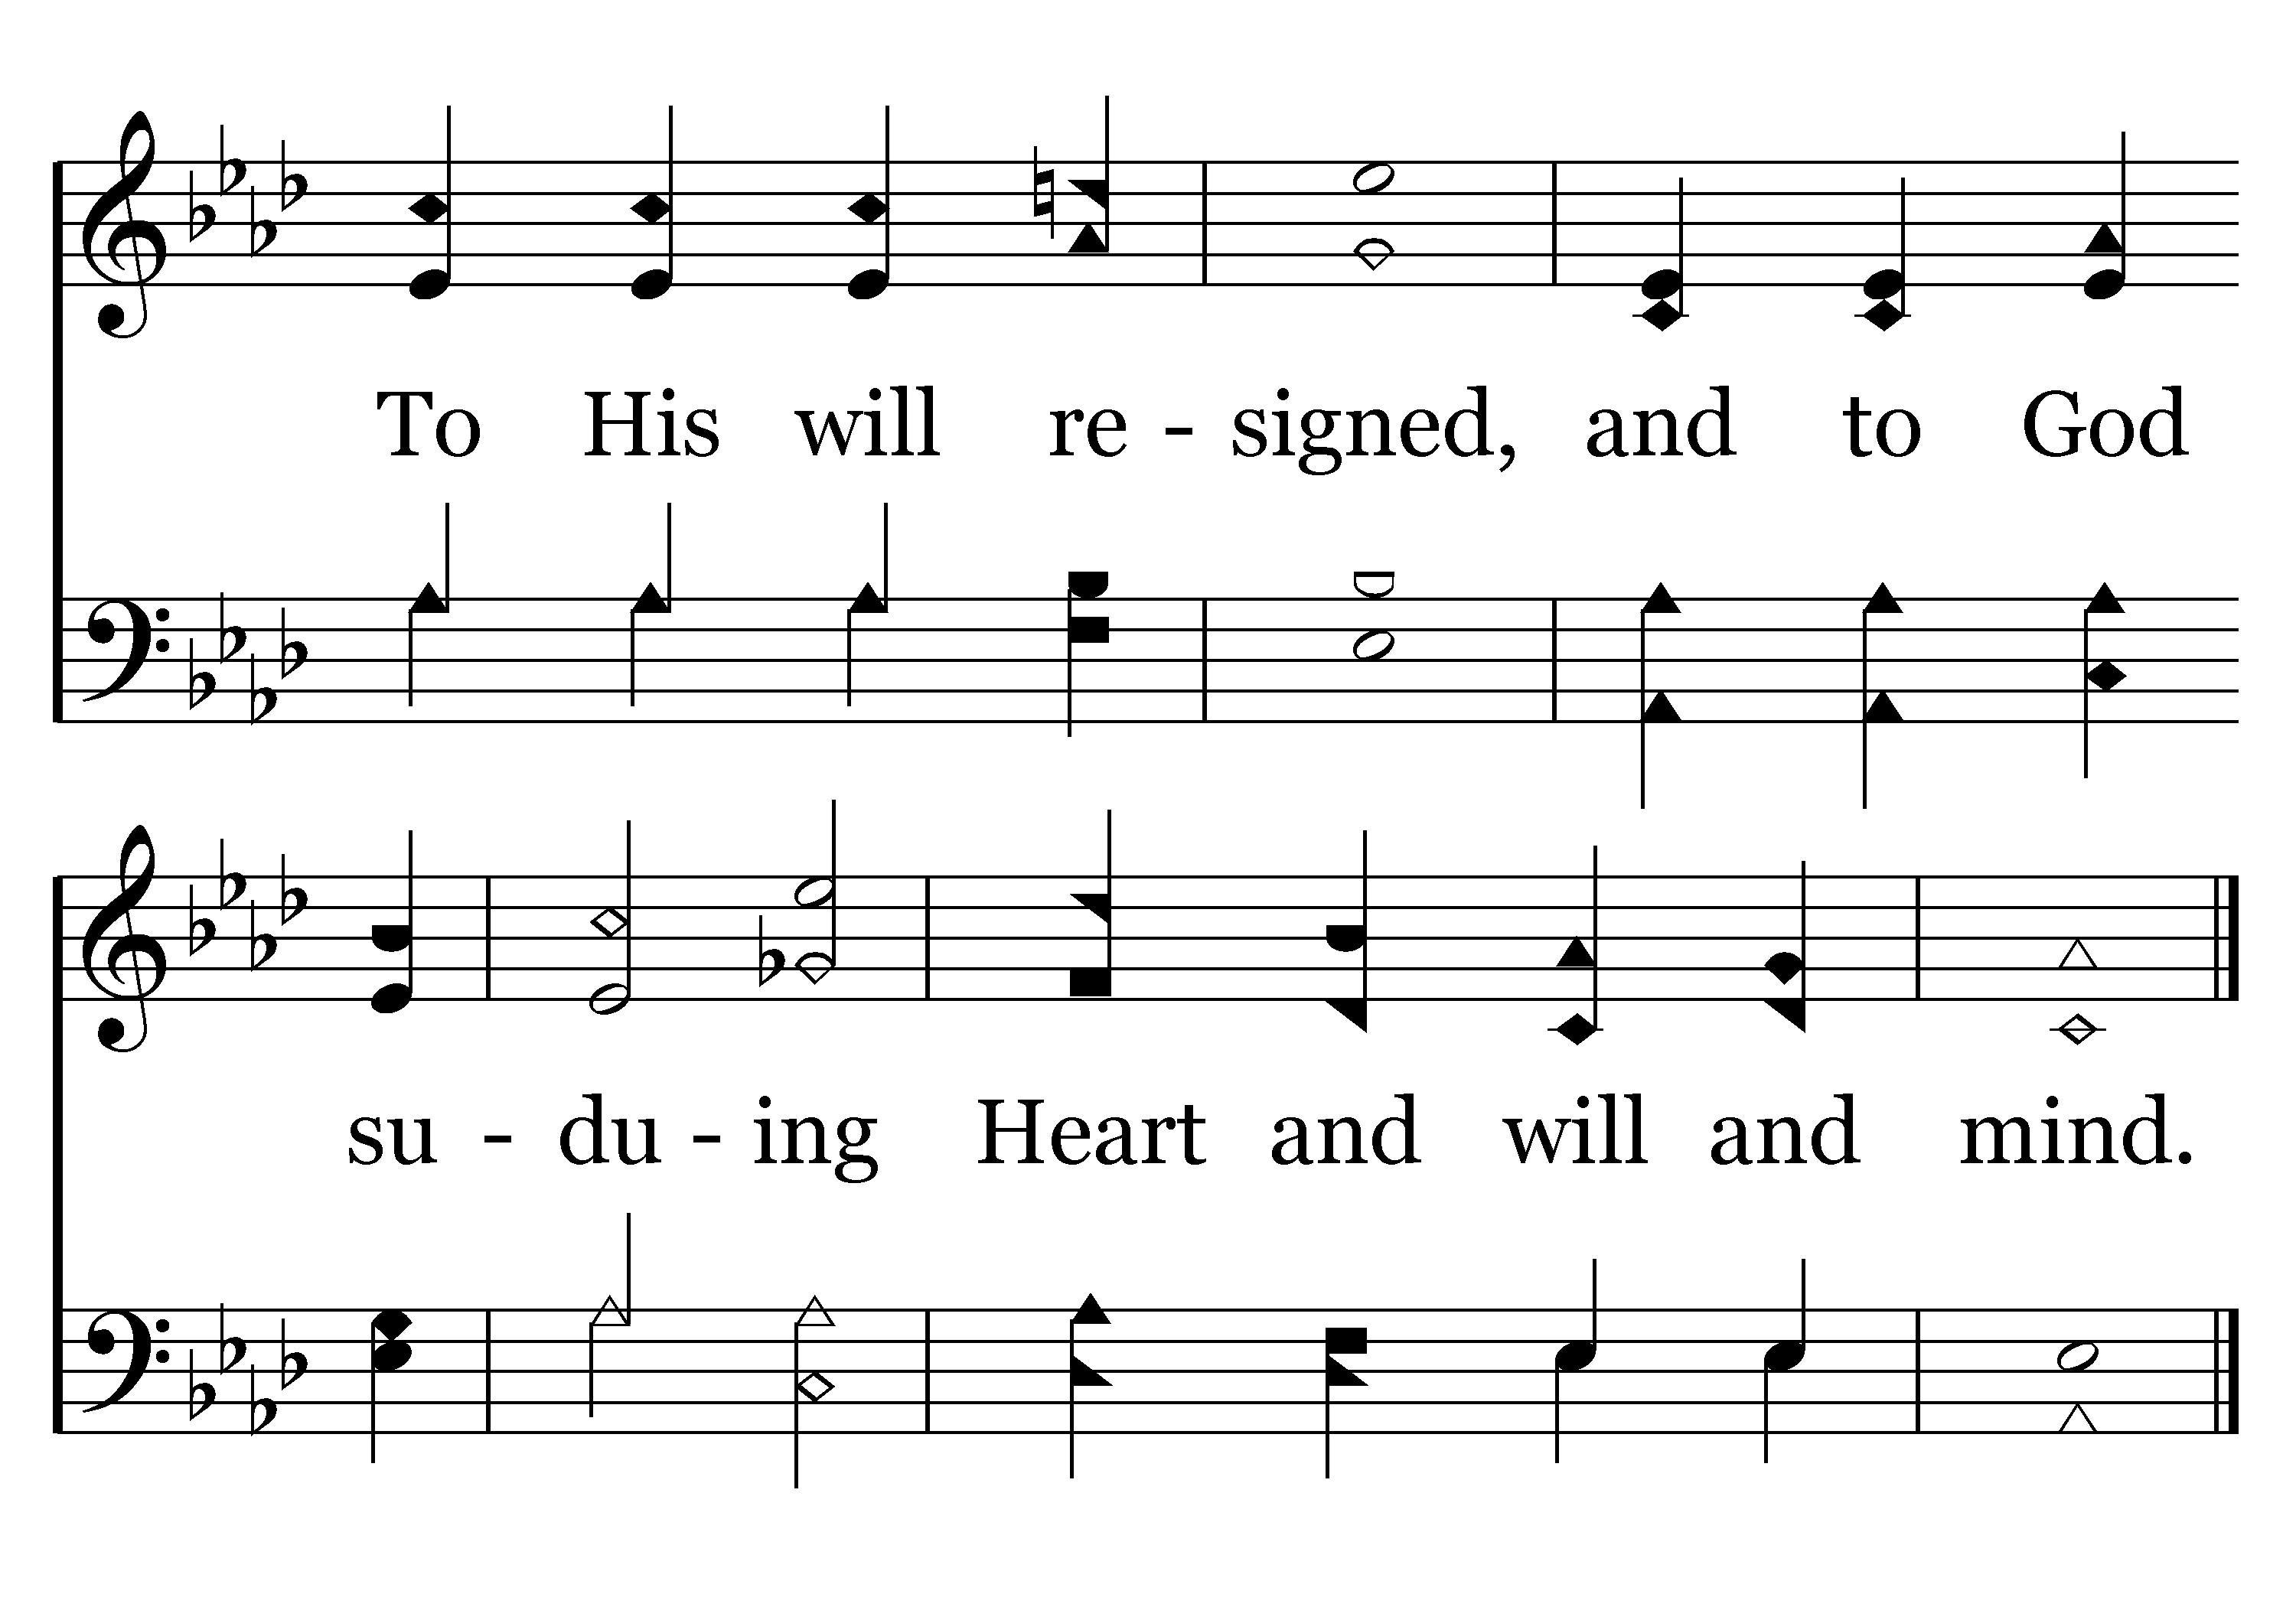 To His will re - signed, and to God
su - du - ing Heart and will and mind.